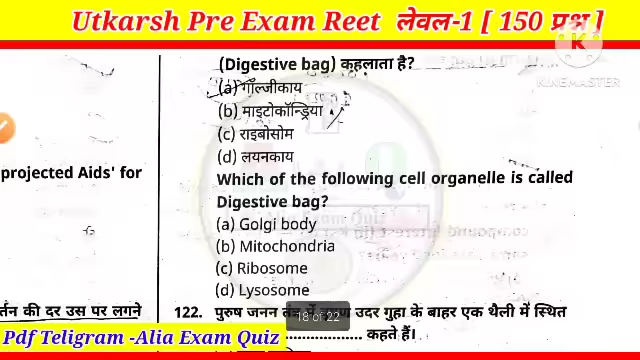 Utkarsh Pre Exam Reet लेवल-1 [ 150 प्रश्न ]
KINEMASTER
(Digestive bag) कहलाता है?
(a) गॉल्जीकाय
(b) माइटोकॉन्ड्रिया
(c) राइबोसोम
(d) लयनकाय
projected Aids' for
Which of the following cell organelle is called
Digestive bag?
(a) Golgi body
(b) Mitochondria
(c) Ribosome
(d) Lysosome
र्तन की दर उस पर लगने
122. पुरुष जनन उदर गुहा के बाहर एक थैली में स्थित
18 of 22
.................. कहते हैं।
Pdf Teligram -Alia Exam Quiz